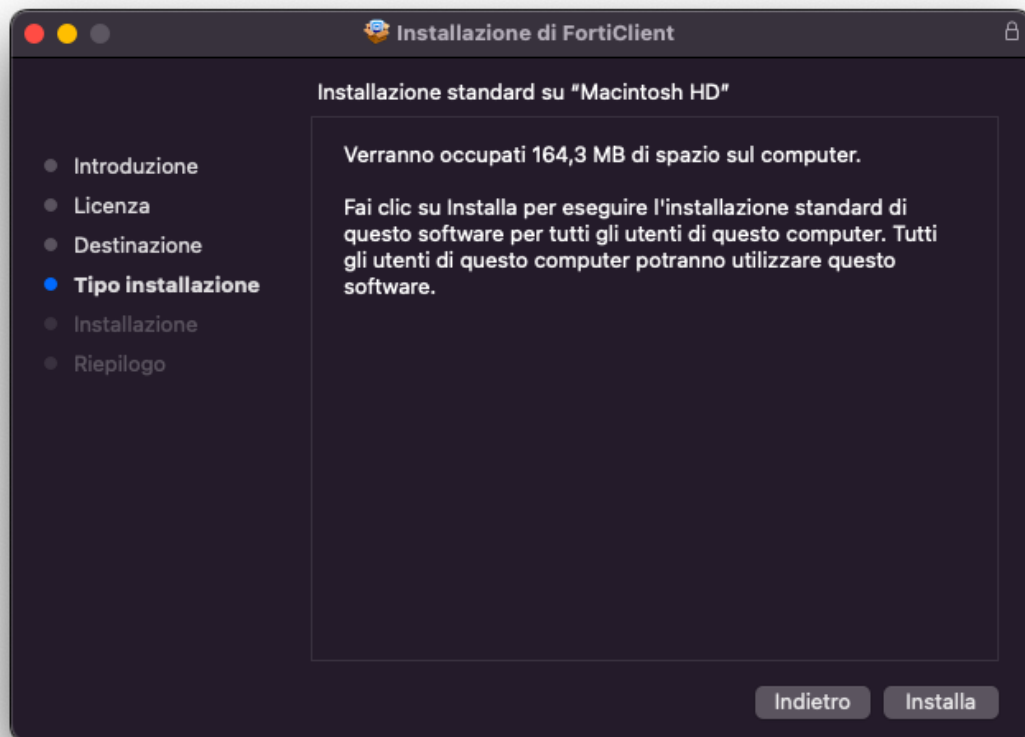 Installazione di FortiClient
Installazione standard su “Macintosh HD”
Introduzione
Licenza
Destinazione
Tipo installazione
Installazione
Riepilogo
Verranno occupati 164,3 MB di spazio sul computer.
Fai clic su Installa per eseguire l'installazione standard di
questo software per tutti gli utenti di questo computer. Tutti
gli utenti di questo computer potranno utilizzare questo
software.
Indietro
Installa